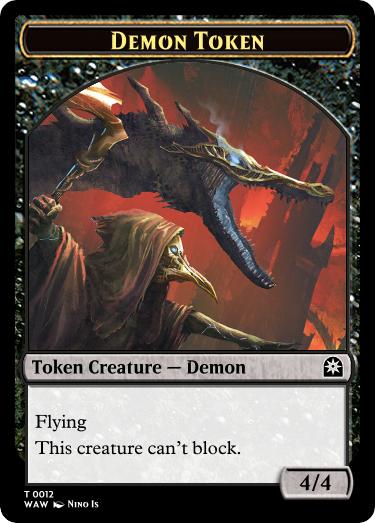 Demon Token
Token Creature — Demon
Flying
This creature can't block.
4/4
T 0012
WAW Nino Is